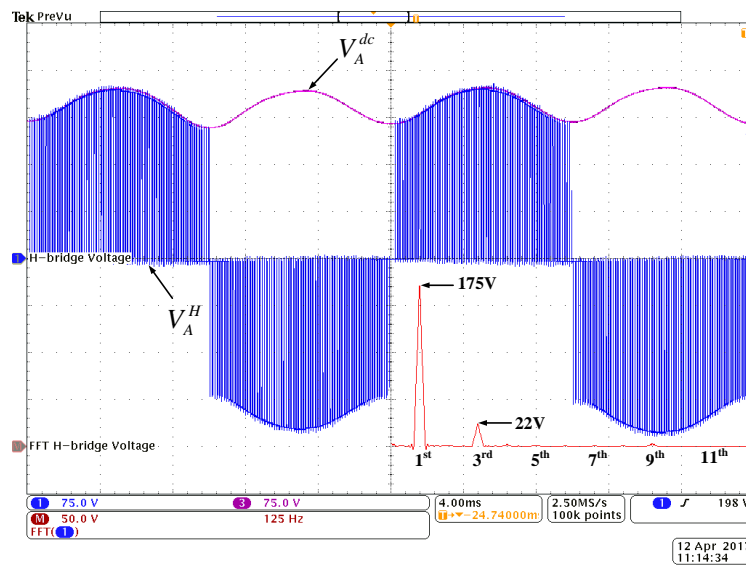 Tek PreVu
V_A^{dc}
1 H-bridge Voltage
V_A^H
175V
22V
FFT H-bridge Voltage
1st 3rd 5th 7th 9th 11th
1 75.0 V 3 75.0 V
M 50.0 V 125 Hz
FFT( 1 )
4.00ms
T→▼−24.74000m
2.50MS/s
100k points
1 198 V
12 Apr 201
11:14:34